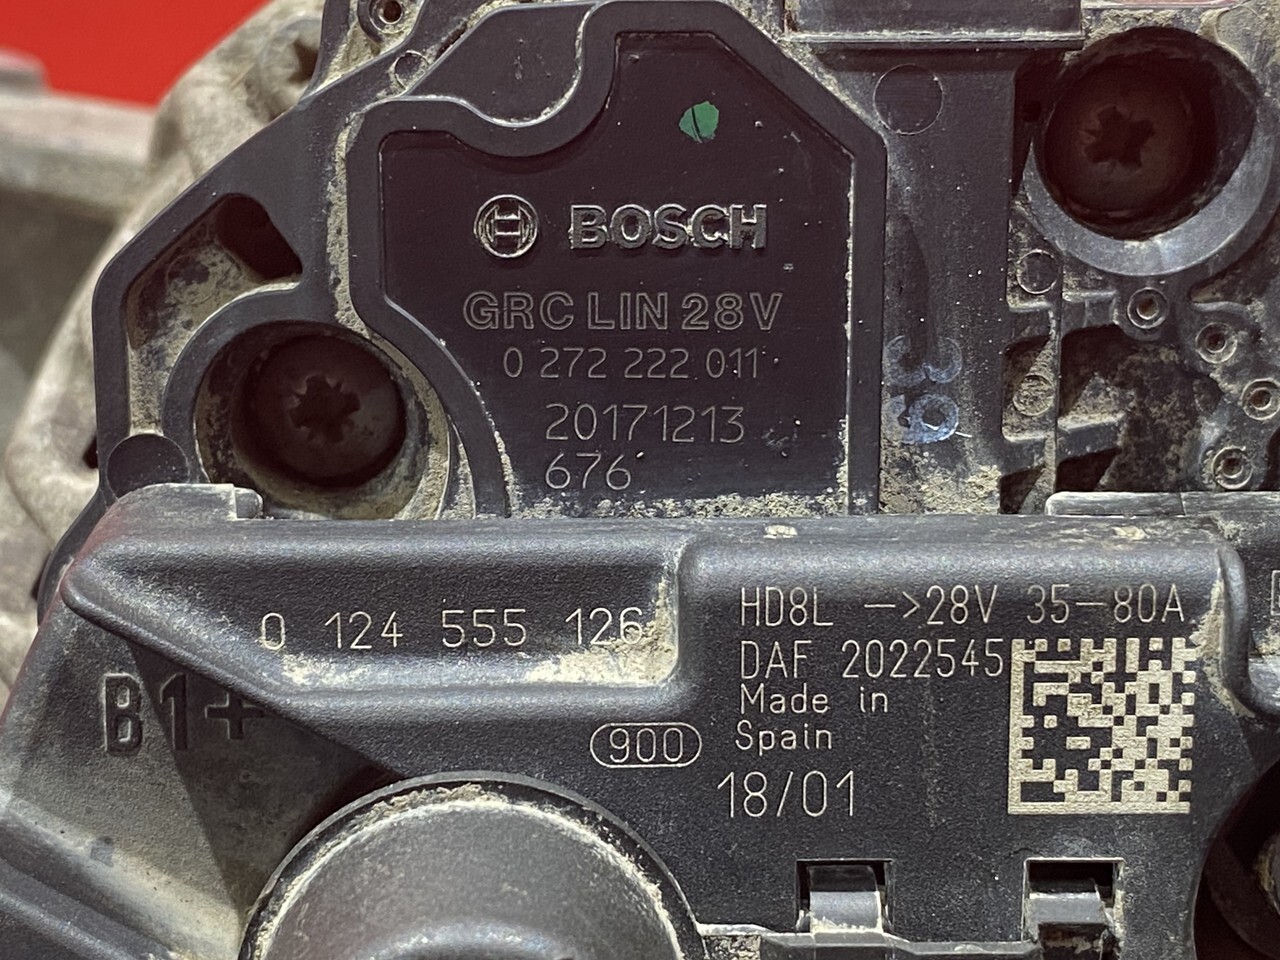 BOSCH
GRC LIN 28V
0 272 222 011
20171213
676
0 124 555 126
HD8L ->28V 35-80A
DAF 2022545
Made in
Spain
B1+
900
18/01